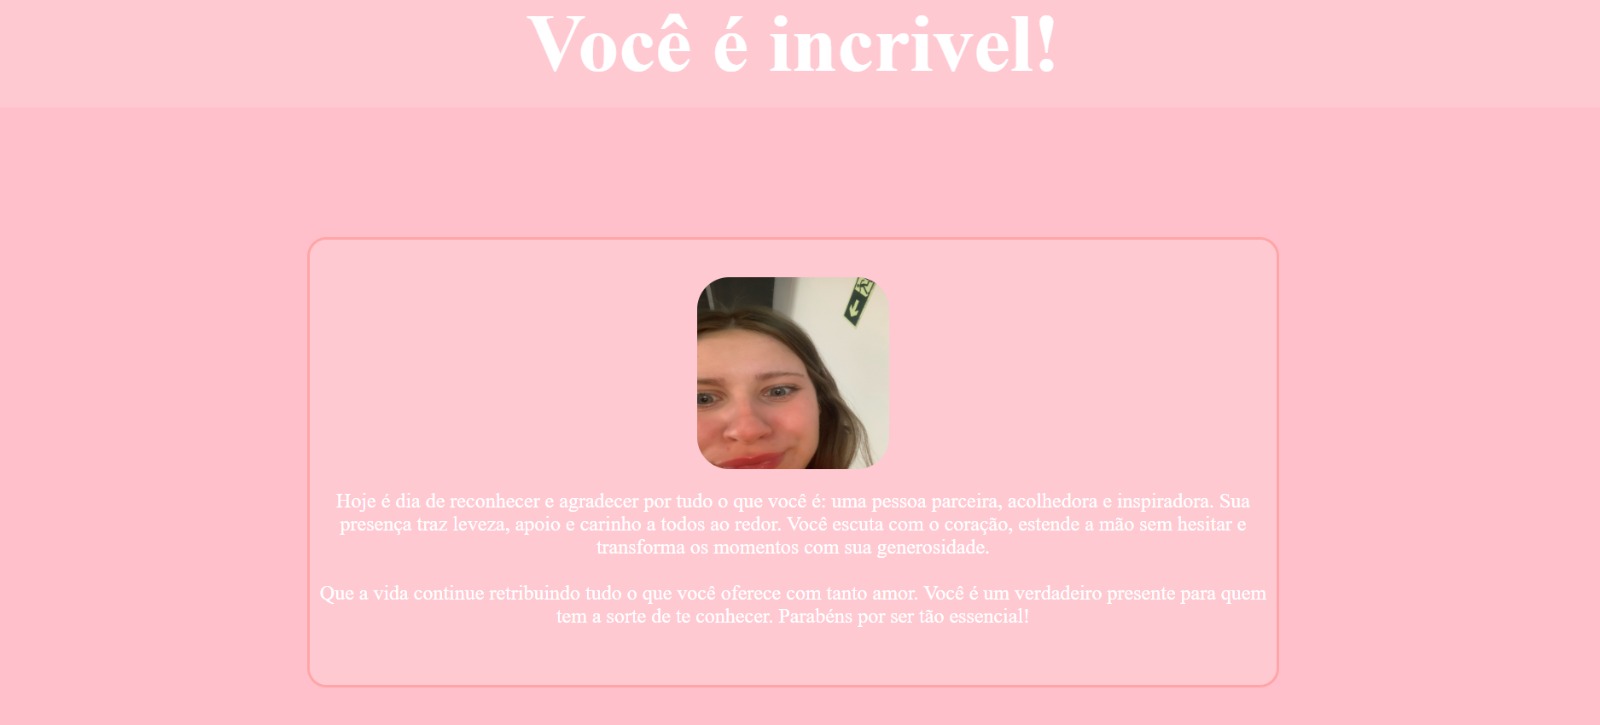 Você é incrivel!
Hoje é dia de reconhecer e agradecer por tudo o que você é: uma pessoa parceira, acolhedora e inspiradora. Sua
presença traz leveza, apoio e carinho a todos ao redor. Você escuta com o coração, estende a mão sem hesitar e
transforma os momentos com sua generosidade.
Que a vida continue retribuindo tudo o que você oferece com tanto amor. Você é um verdadeiro presente para quem
tem a sorte de te conhecer. Parabéns por ser tão essencial!